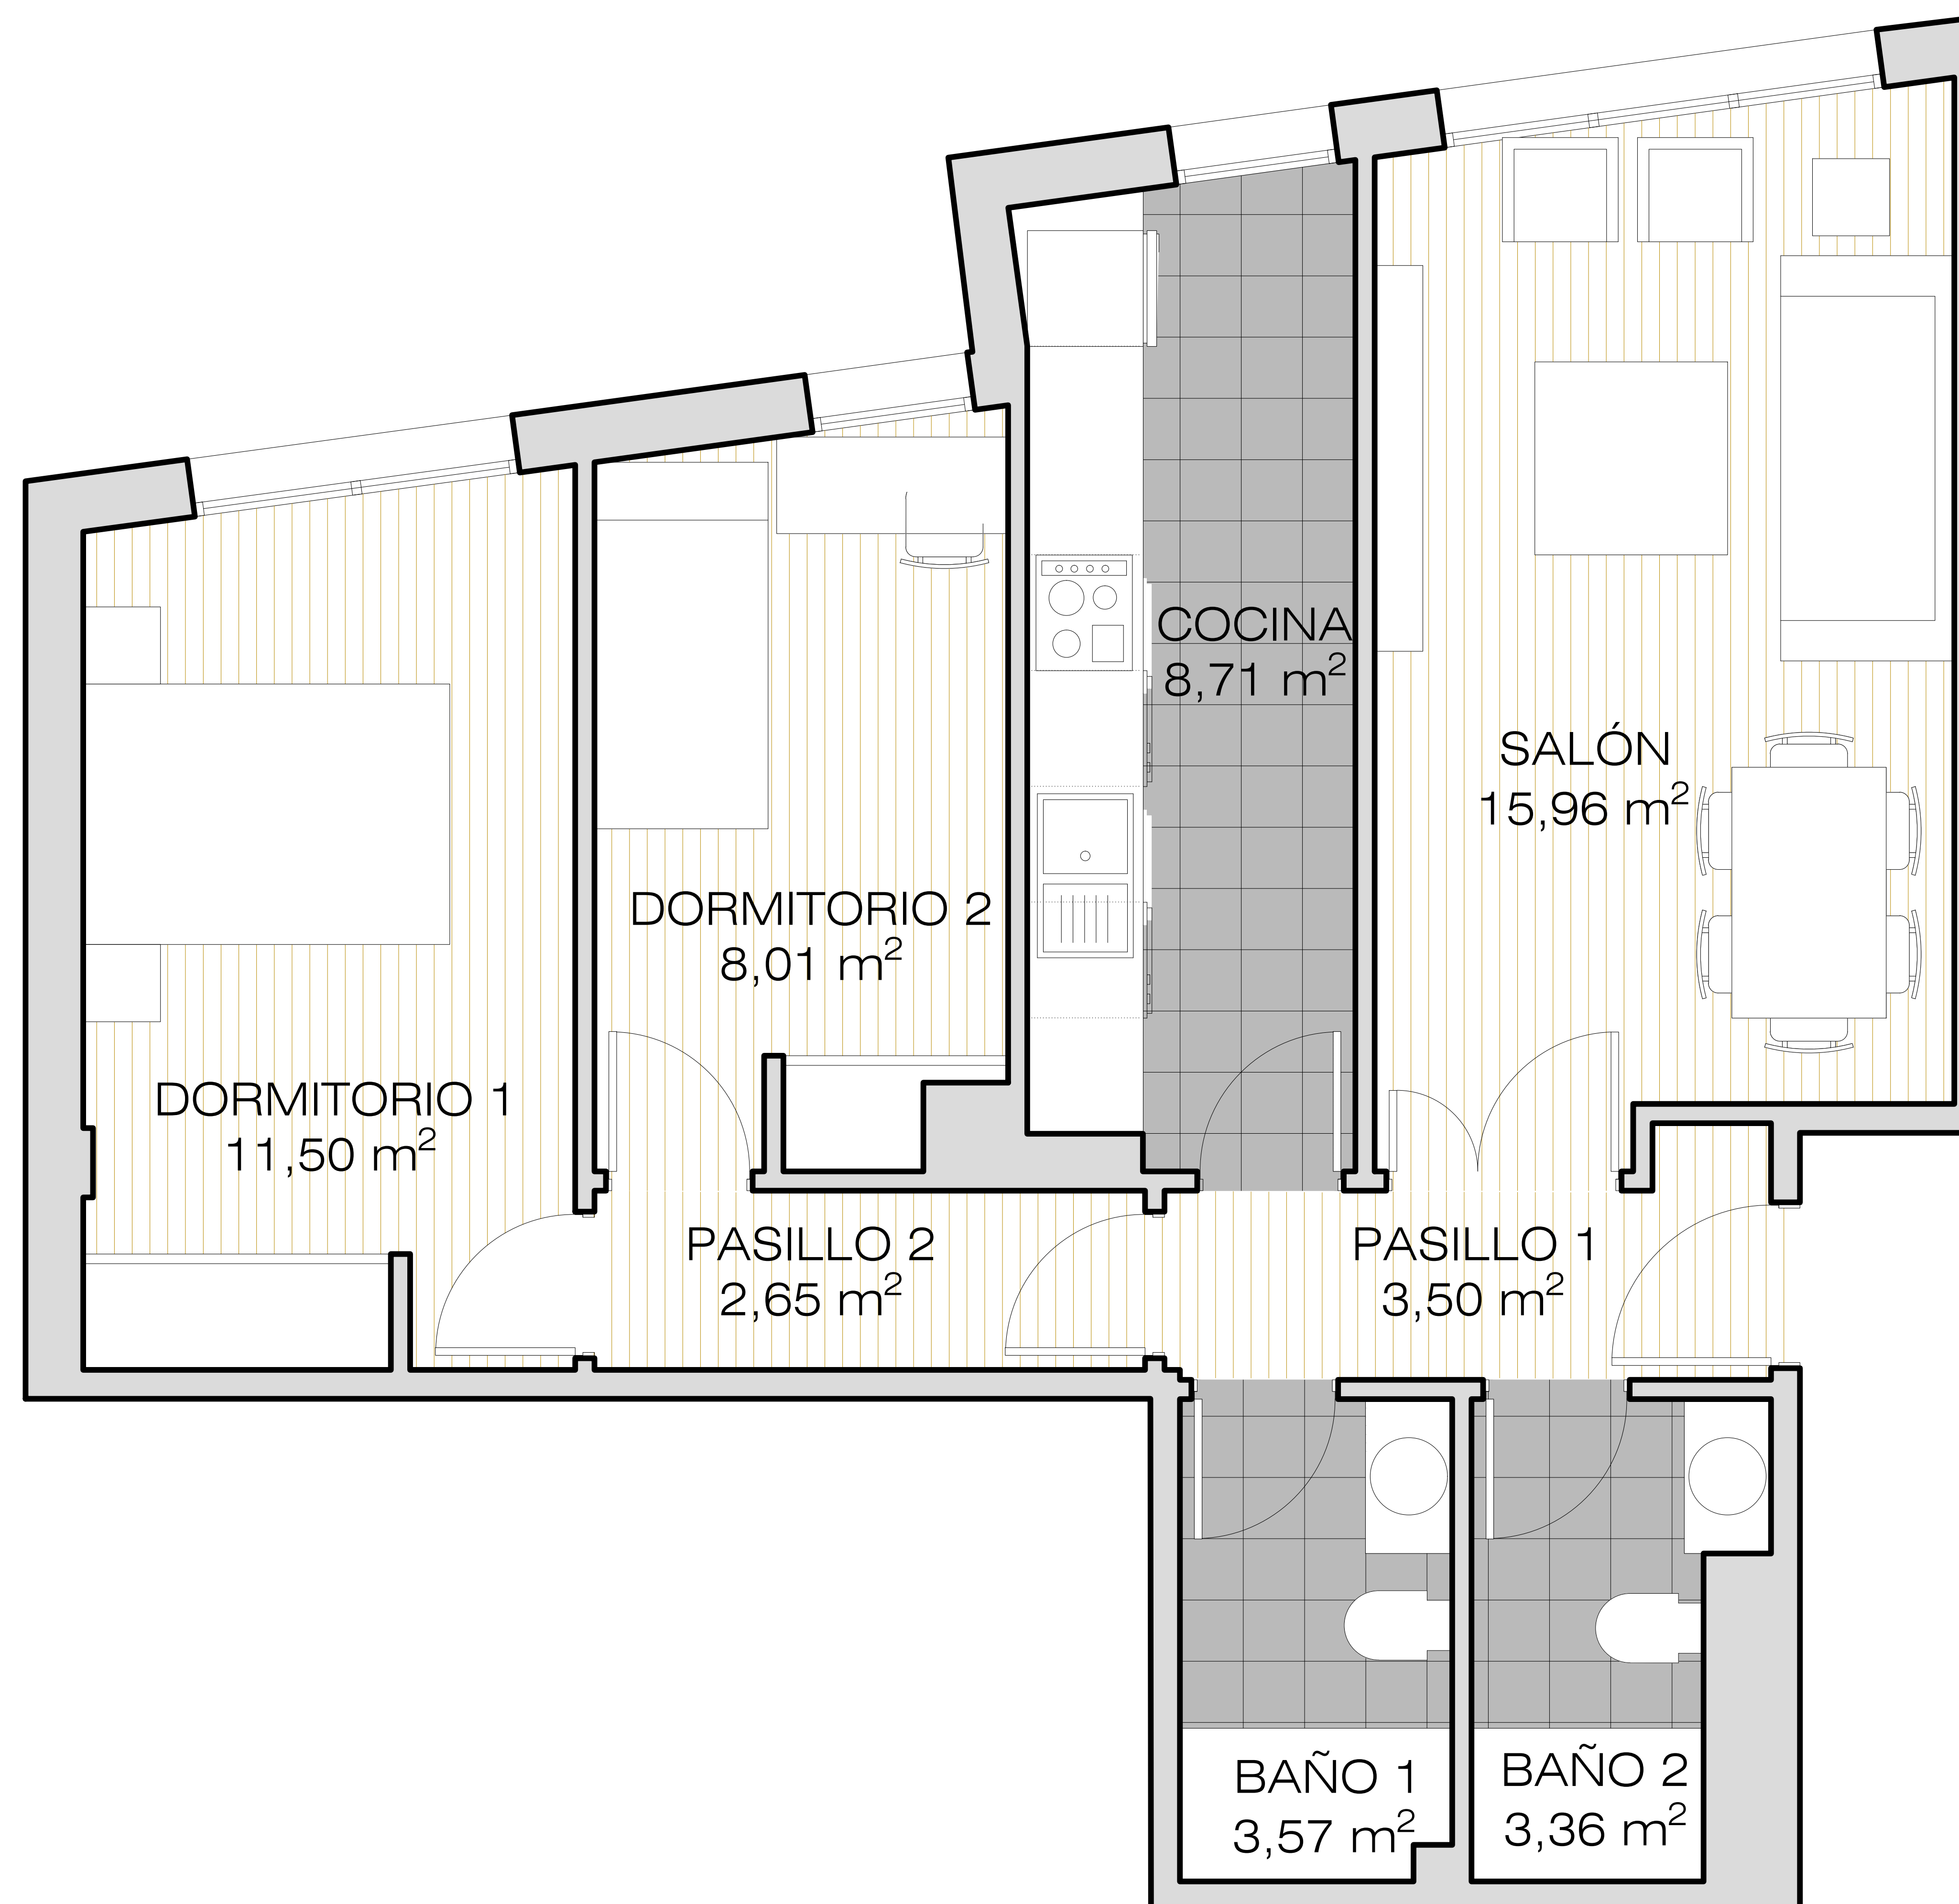 COCINA
8,71 m²
SALÓN
15,96 m²
DORMITORIO 2
8,01 m²
DORMITORIO 1
11,50 m²
PASILLO 2
2,65 m²
PASILLO 1
3,50 m²
BAÑO 1
3,57 m²
BAÑO 2
3,36 m²